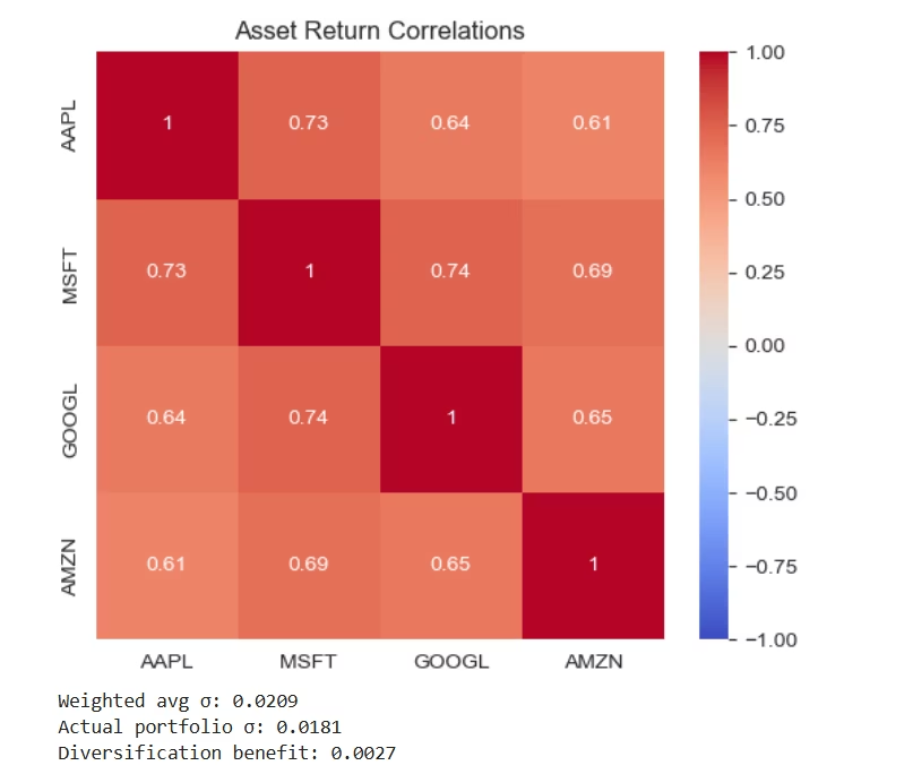 Asset Return Correlations
AAPL 1 0.73 0.64 0.61
MSFT 0.73 1 0.74 0.69
GOOGL 0.64 0.74 1 0.65
AMZN 0.61 0.69 0.65 1
AAPL MSFT GOOGL AMZN
1.00
0.75
0.50
0.25
0.00
−0.25
−0.50
−0.75
−1.00
Weighted avg σ: 0.0209
Actual portfolio σ: 0.0181
Diversification benefit: 0.0027